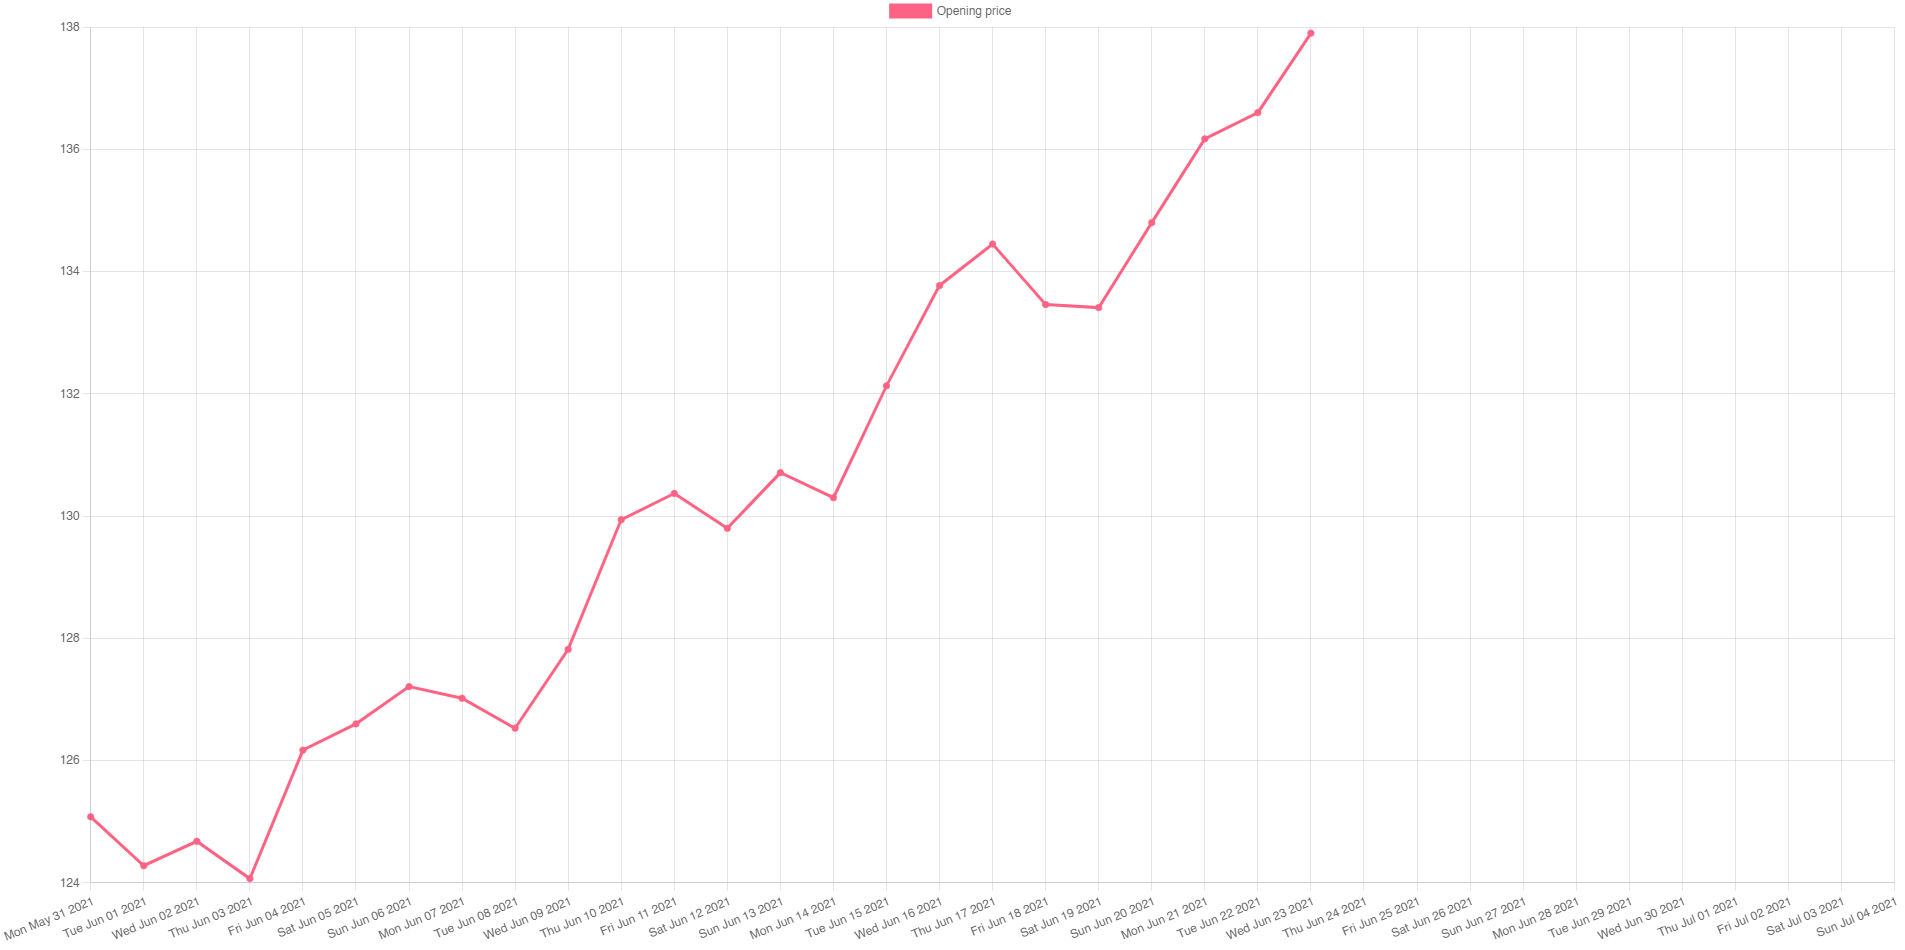 Opening price
138
136
134
132
130
128
126
124
Mon May 31 2021
Tue Jun 01 2021
Wed Jun 02 2021
Thu Jun 03 2021
Fri Jun 04 2021
Sat Jun 05 2021
Sun Jun 06 2021
Mon Jun 07 2021
Tue Jun 08 2021
Wed Jun 09 2021
Thu Jun 10 2021
Fri Jun 11 2021
Sat Jun 12 2021
Sun Jun 13 2021
Mon Jun 14 2021
Tue Jun 15 2021
Wed Jun 16 2021
Thu Jun 17 2021
Fri Jun 18 2021
Sat Jun 19 2021
Sun Jun 20 2021
Mon Jun 21 2021
Tue Jun 22 2021
Wed Jun 23 2021
Thu Jun 24 2021
Fri Jun 25 2021
Sat Jun 26 2021
Sun Jun 27 2021
Mon Jun 28 2021
Tue Jun 29 2021
Wed Jun 30 2021
Thu Jul 01 2021
Fri Jul 02 2021
Sat Jul 03 2021
Sun Jul 04 2021